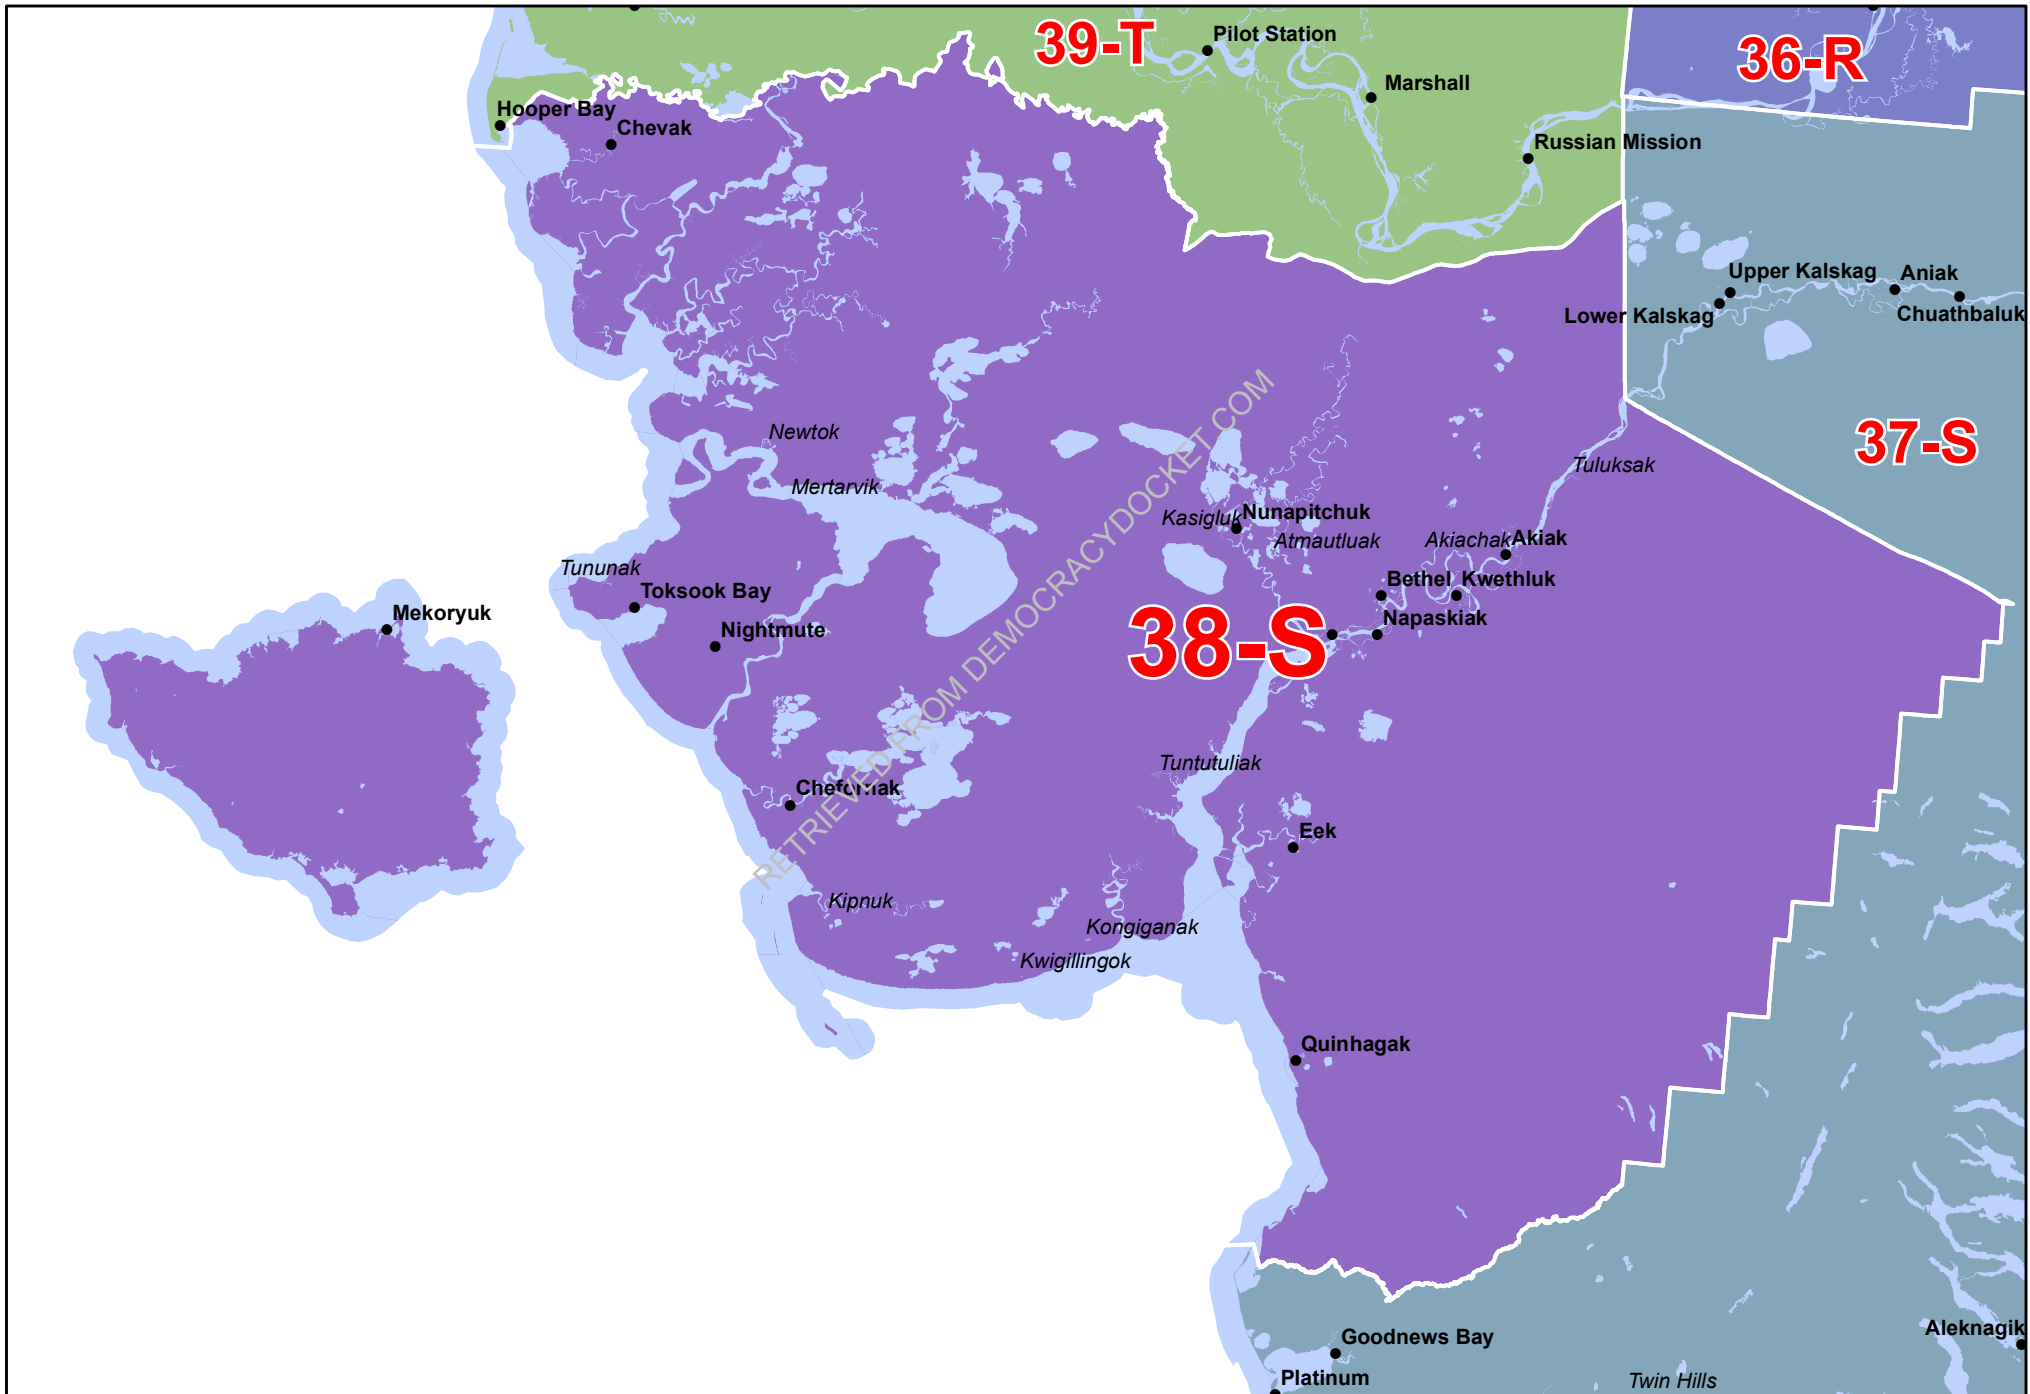 39-T
Pilot Station
36-R
Marshall
Hooper Bay
Chevak
Russian Mission
Upper Kalskag
Aniak
Lower Kalskag
Chuathbaluk
37-S
Newtok
Tuluksak
Mertarvik
Kasigluk
Nunapitchuk
Atmautluak
Akiachak
Akiak
Tununak
Toksook Bay
Bethel
Kwethluk
Mekoryuk
Nightmute
38-S
Napaskiak
Tuntutuliak
Chefornak
Eek
Kipnuk
Kongiganak
Kwigillingok
Quinhagak
Goodnews Bay
Aleknagik
Platinum
Twin Hills
RETRIEVED FROM DEMOCRACYDOCKET.COM